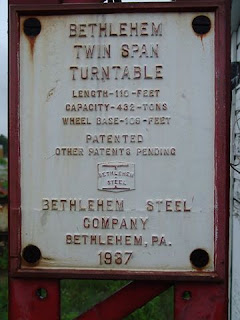 BETHLEHEM
TWIN SPAN
TURNTABLE
LENGTH-110-FEET
CAPACITY-432-TONS
WHEEL BASE-108-FEET
PATENTED
OTHER PATENTS PENDING
BETHLEHEM
STEEL
BETHLEHEM STEEL
COMPANY
BETHLEHEM, PA.
1937